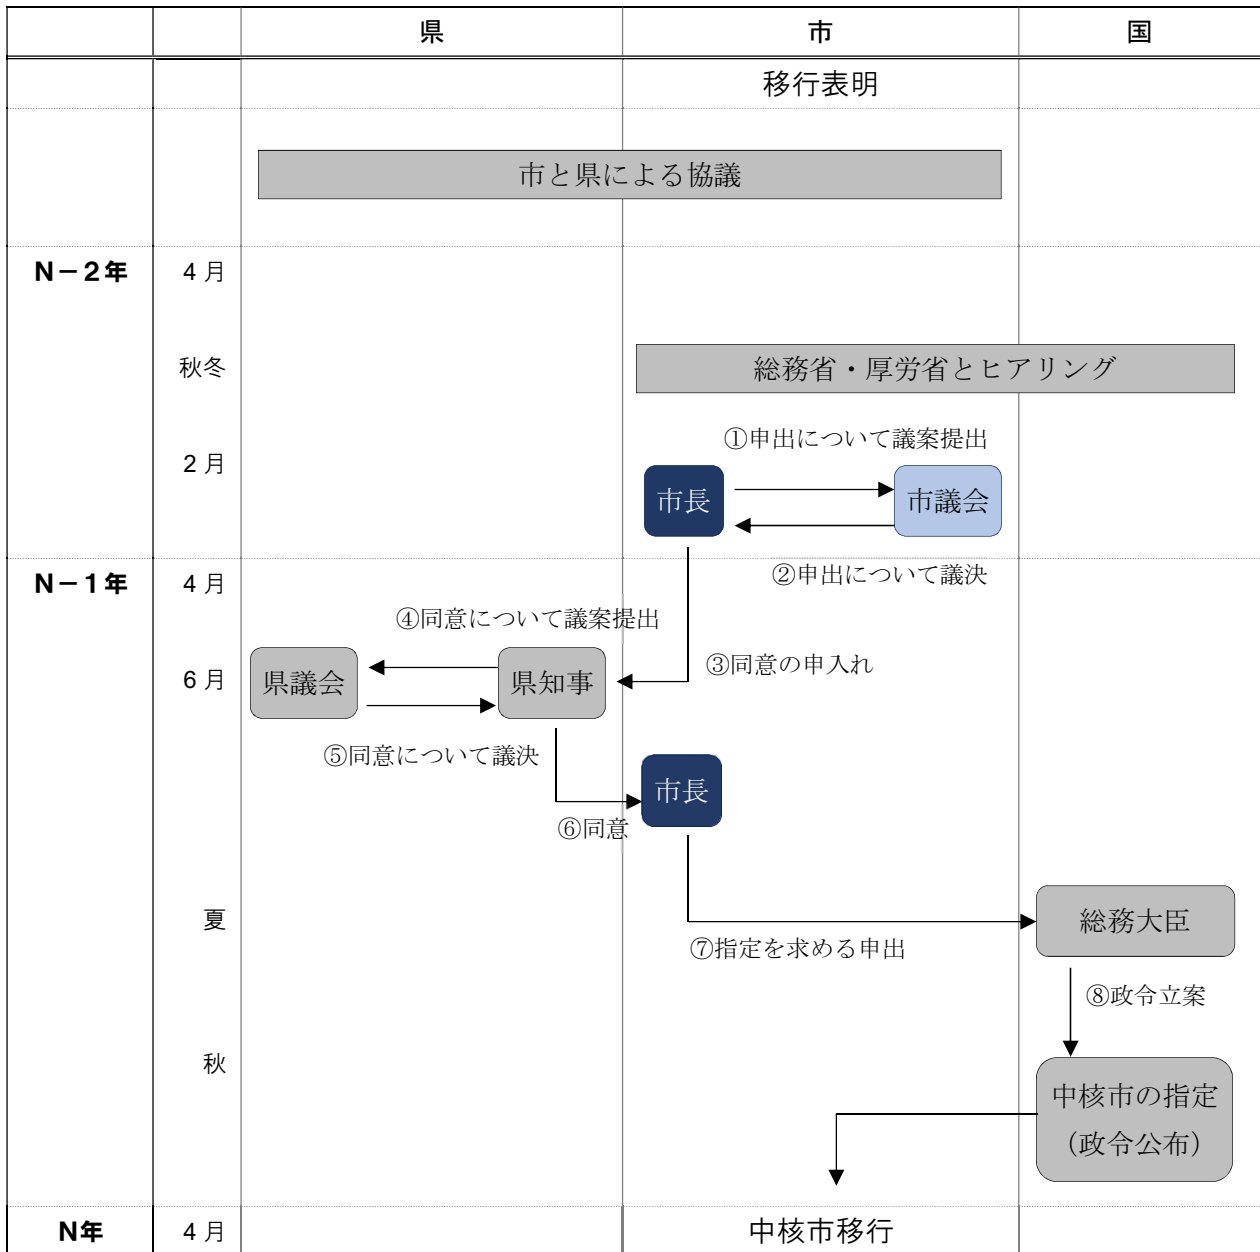 県
市
国
移行表明
市と県による協議
N－2年
4月
秋冬
総務省・厚労省とヒアリング
①申出について議案提出
2月
市長
市議会
②申出について議決
N－1年
4月
④同意について議案提出
③同意の申入れ
6月
県議会
県知事
⑤同意について議決
市長
⑥同意
夏
総務大臣
⑦指定を求める申出
⑧政令立案
秋
中核市の指定
（政令公布）
N年
4月
中核市移行